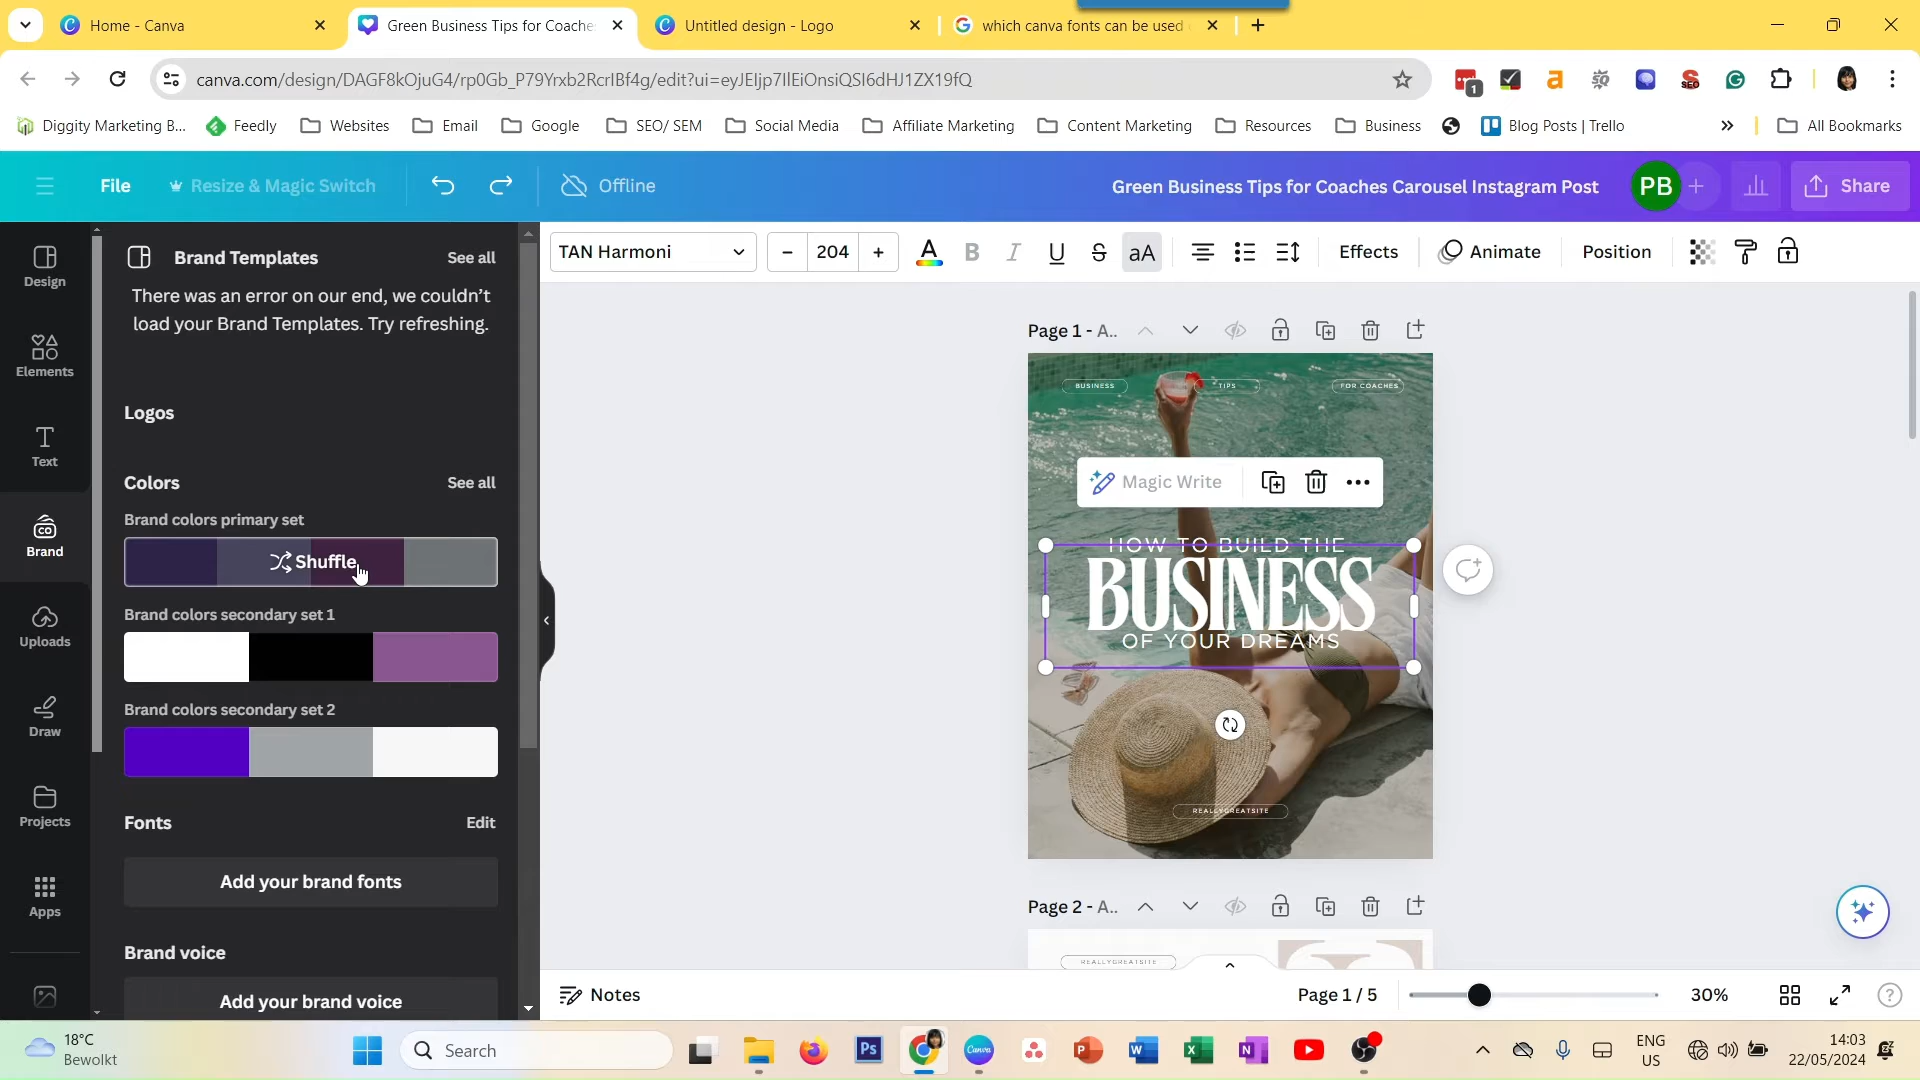 Home - Canva
Green Business Tips for Coache
Untitled design - Logo
which canva fonts can be used
canva.com/design/DAGF8kOjuG4/rp0Gb_P79Yrxb2RcrIBf4g/edit?ui=eyJEIjp7IlEiOnsiQSI6dHJ1ZX19fQ
1
SEO
Diggity Marketing B...
Feedly
Websites
Email
Google
SEO/ SEM
Social Media
Affiliate Marketing
Content Marketing
Resources
Business
Blog Posts | Trello
All Bookmarks
File
Resize & Magic Switch
Offline
Green Business Tips for Coaches Carousel Instagram Post
PB
Share
Design
Elements
Text
Brand
Uploads
Draw
Projects
Apps
Brand Templates
See all
There was an error on our end, we couldn't
load your Brand Templates. Try refreshing.
Logos
Colors
See all
Brand colors primary set
Shuffle
Brand colors secondary set 1
Brand colors secondary set 2
Fonts
Edit
Add your brand fonts
Brand voice
Add your brand voice
TAN Harmoni
204
aA
Effects
Animate
Position
Page 1 - A..
BUSINESS
TIPS
FOR COACHES
Magic Write
HOW TO BUILD THE
BUSINESS
OF YOUR DREAMS
REALLYGREATSITE
Page 2 - A..
REALLYGREATSITE
Notes
Page 1 / 5
30%
18°C
Bewolkt
Search
Ps
Canva
ENG
US
14:03
22/05/2024